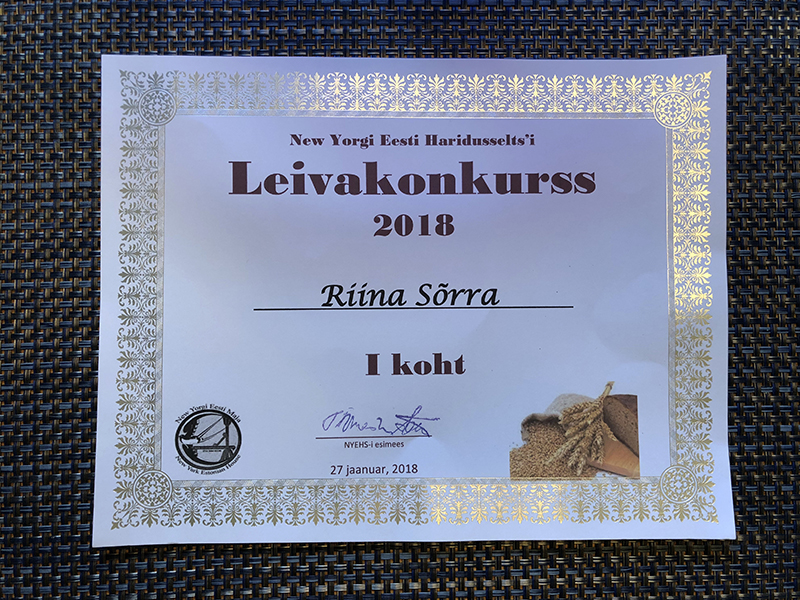 New Yorgi Eesti Haridusselts'i
Leivakonkurss
2018
Riina Sõrra
I koht
New Yorgi Eesti Maja
New York Estonian House
NYEHS-i esimees
27 jaanuar, 2018